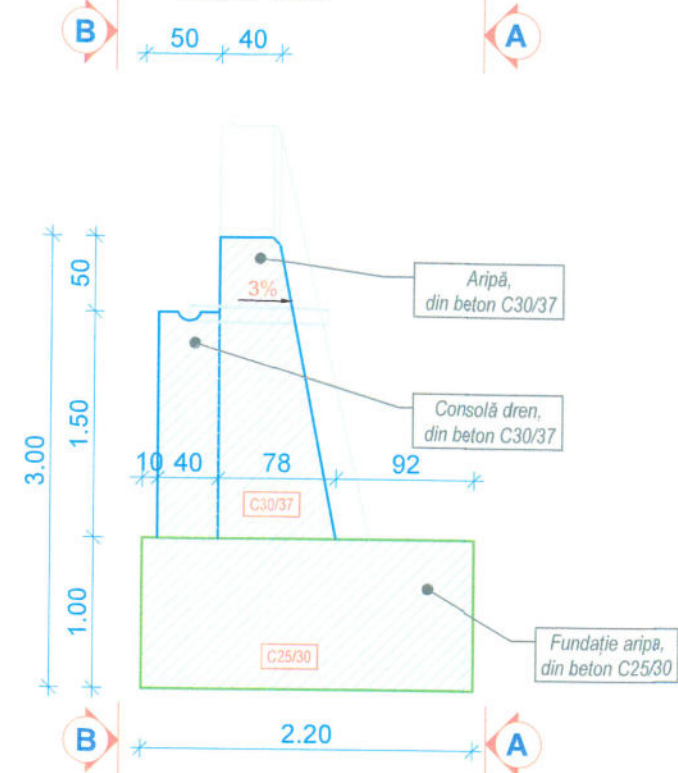 B
A
50
40
50
Aripă,
din beton C30/37
3%
Consolă dren,
din beton C30/37
1.50
3.00
10
40
78
92
C30/37
1.00
Fundație aripă,
din beton C25/30
C25/30
B
2.20
A